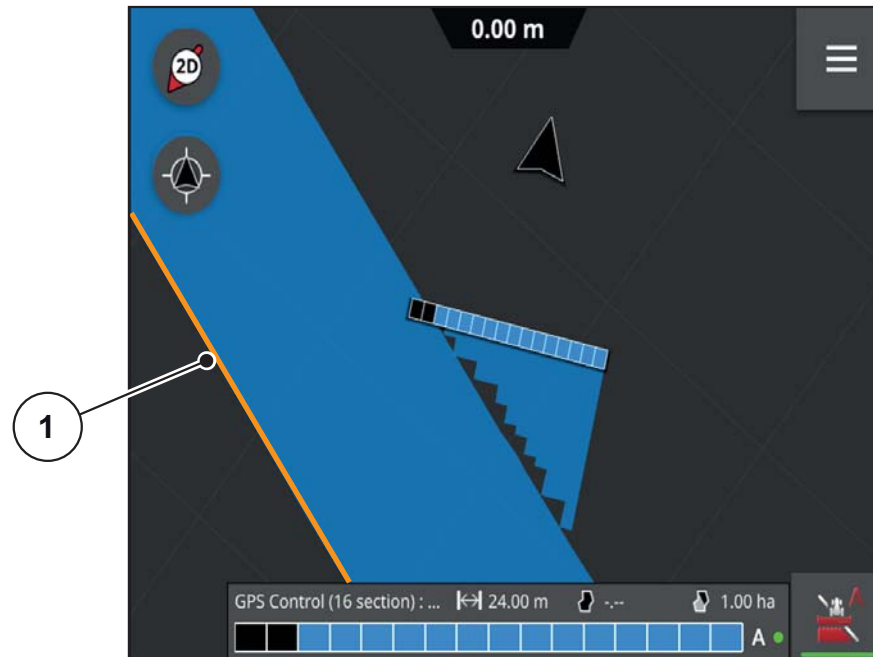 0.00 m
2D
1
GPS Control (16 section) : ... 24.00 m -.-- 1.00 ha
A
A